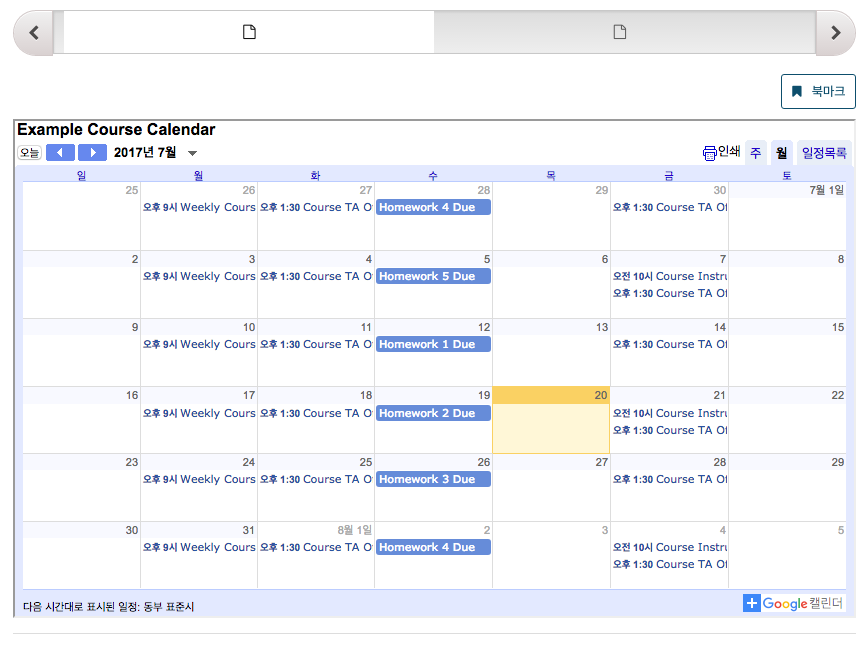 북마크
Example Course Calendar
오늘 2017년 7월 인쇄 주 월 일정목록
일 월 화 수 목 금 토
25 26 27 28 29 30 7월 1일
오후 9시 Weekly Cours 오후 1:30 Course TA O Homework 4 Due 오후 1:30 Course TA Of
2 3 4 5 6 7 8
오후 9시 Weekly Cours 오후 1:30 Course TA O Homework 5 Due 오전 10시 Course Instru
오후 1:30 Course TA Of
9 10 11 12 13 14 15
오후 9시 Weekly Cours 오후 1:30 Course TA O Homework 1 Due 오후 1:30 Course TA Of
16 17 18 19 20 21 22
오후 9시 Weekly Cours 오후 1:30 Course TA O Homework 2 Due 오전 10시 Course Instru
오후 1:30 Course TA Of
23 24 25 26 27 28 29
오후 9시 Weekly Cours 오후 1:30 Course TA O Homework 3 Due 오후 1:30 Course TA Of
30 31 8월 1일 2 3 4 5
오후 9시 Weekly Cours 오후 1:30 Course TA O Homework 4 Due 오전 10시 Course Instru
오후 1:30 Course TA Of
다음 시간대로 표시된 일정: 동부 표준시 Google 캘린더